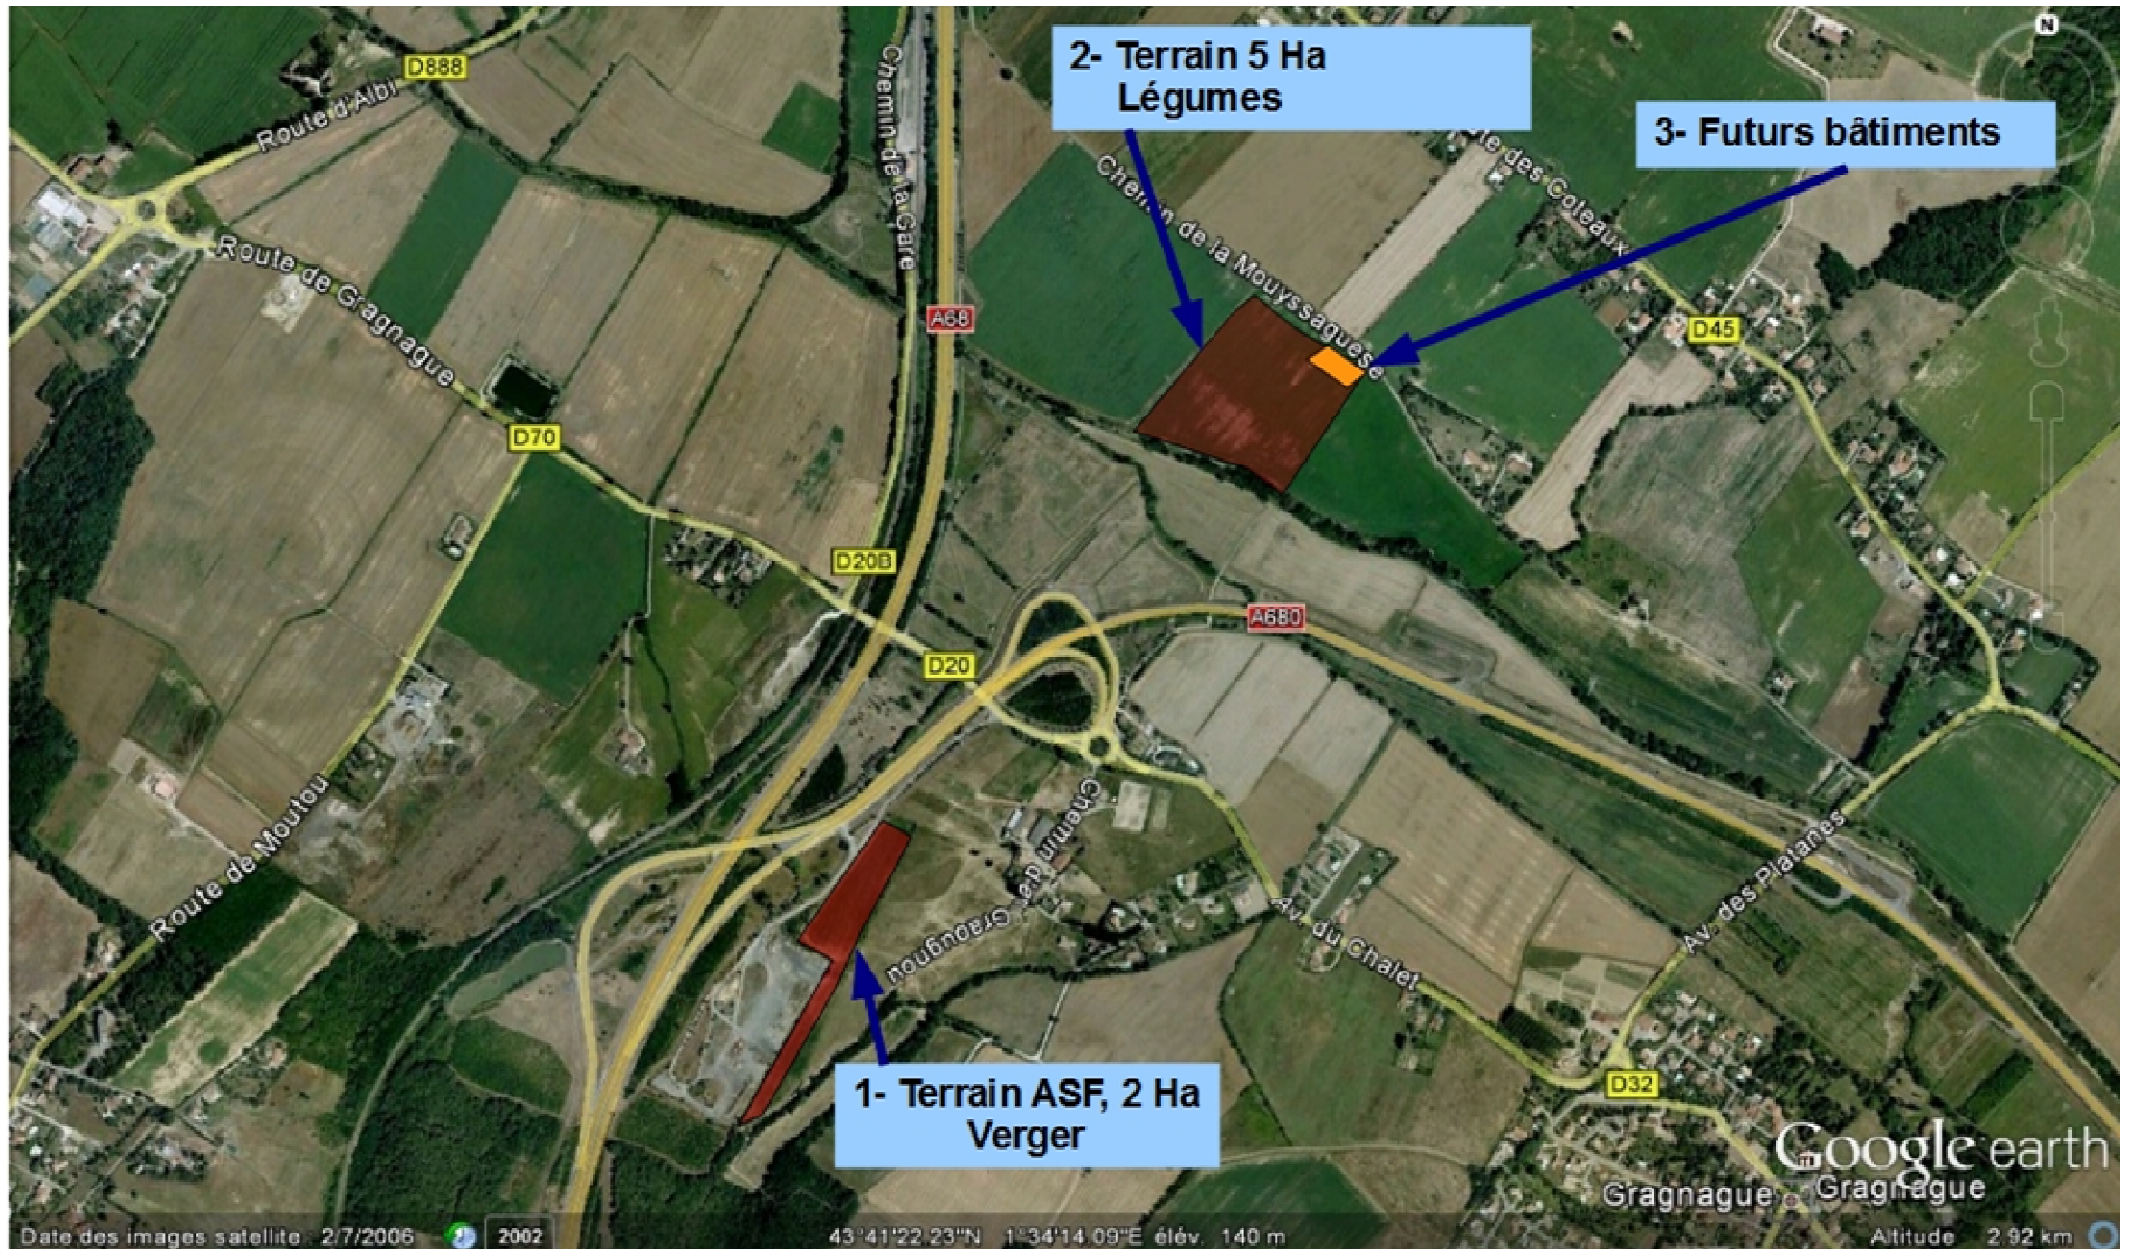 N
2- Terrain 5 Ha
Légumes
3- Futurs bâtiments
D888
Route d'Albi
Chemin de la Gare
Chemin de la Mouyssaguese
des Coteaux
Route de Gragnague
A68
D45
D70
D20B
A680
D20
Route de Moutou
Chemin de Graougnou
Av. des Platanes
Av. du Chalet
1- Terrain ASF, 2 Ha
Verger
D32
Google earth
Gragnague
Gragnague
Date des images satellite : 2/7/2006
2002
43°41'22.23"N 1°34'14.09"E élév. 140 m
Altitude 2.92 km